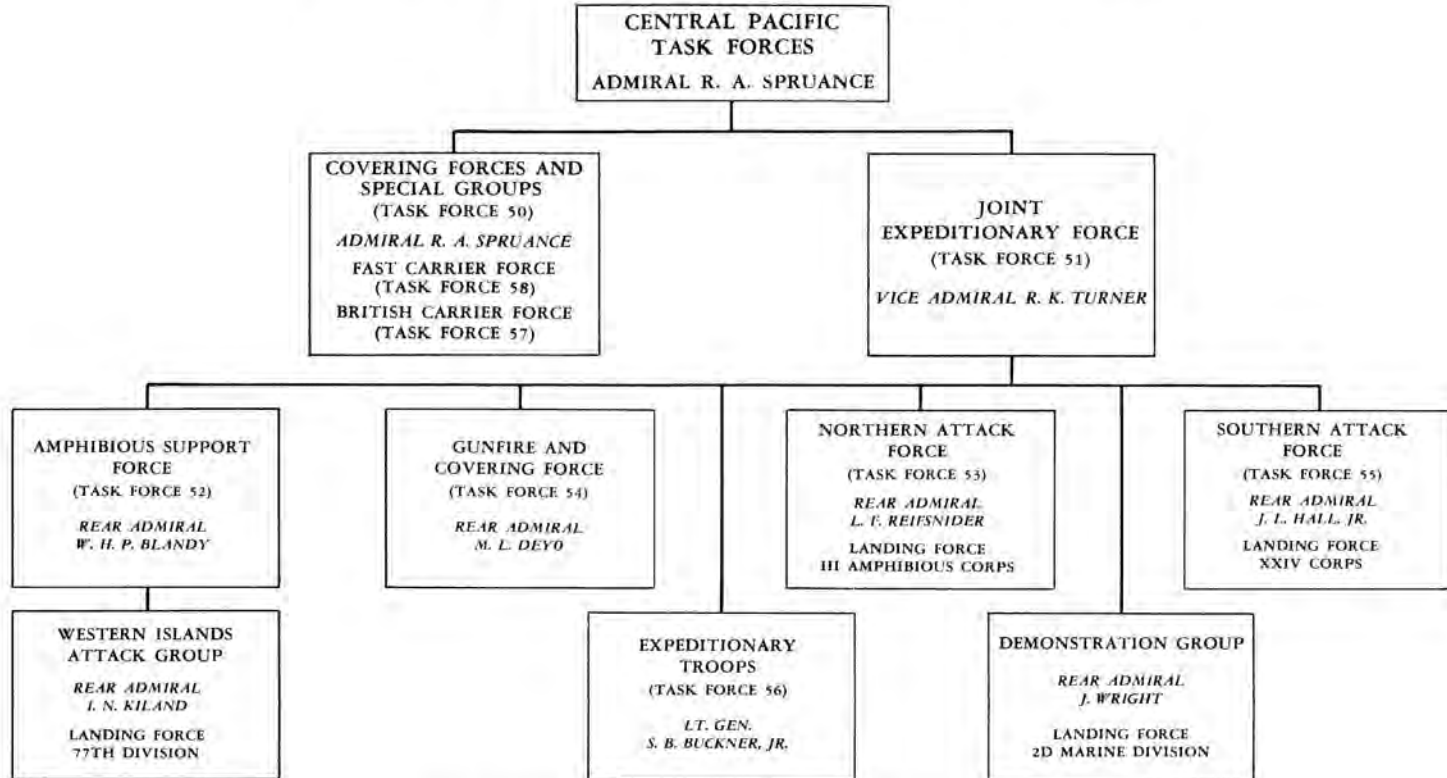 CENTRAL PACIFIC
TASK FORCES
ADMIRAL R. A. SPRUANCE
COVERING FORCES AND
SPECIAL GROUPS
(TASK FORCE 50)
ADMIRAL R. A. SPRUANCE
FAST CARRIER FORCE
(TASK FORCE 58)
BRITISH CARRIER FORCE
(TASK FORCE 57)
JOINT
EXPEDITIONARY FORCE
(TASK FORCE 51)
VICE ADMIRAL R. K. TURNER
AMPHIBIOUS SUPPORT
FORCE
(TASK FORCE 52)
REAR ADMIRAL
W. H. P. BLANDY
GUNFIRE AND
COVERING FORCE
(TASK FORCE 54)
REAR ADMIRAL
M. L. DEYO
NORTHERN ATTACK
FORCE
(TASK FORCE 53)
REAR ADMIRAL
L. F. REIFSNIDER
LANDING FORCE
III AMPHIBIOUS CORPS
SOUTHERN ATTACK
FORCE
(TASK FORCE 55)
REAR ADMIRAL
J. L. HALL, JR.
LANDING FORCE
XXIV CORPS
WESTERN ISLANDS
ATTACK GROUP
REAR ADMIRAL
I. N. KILAND
LANDING FORCE
77TH DIVISION
EXPEDITIONARY
TROOPS
(TASK FORCE 56)
LT. GEN.
S. B. BUCKNER, JR.
DEMONSTRATION GROUP
REAR ADMIRAL
J. WRIGHT
LANDING FORCE
2D MARINE DIVISION